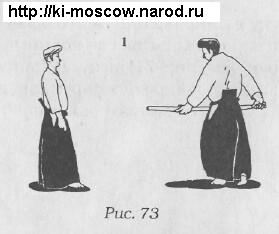 http://ki-moscow.narod.ru
1
Рис. 73